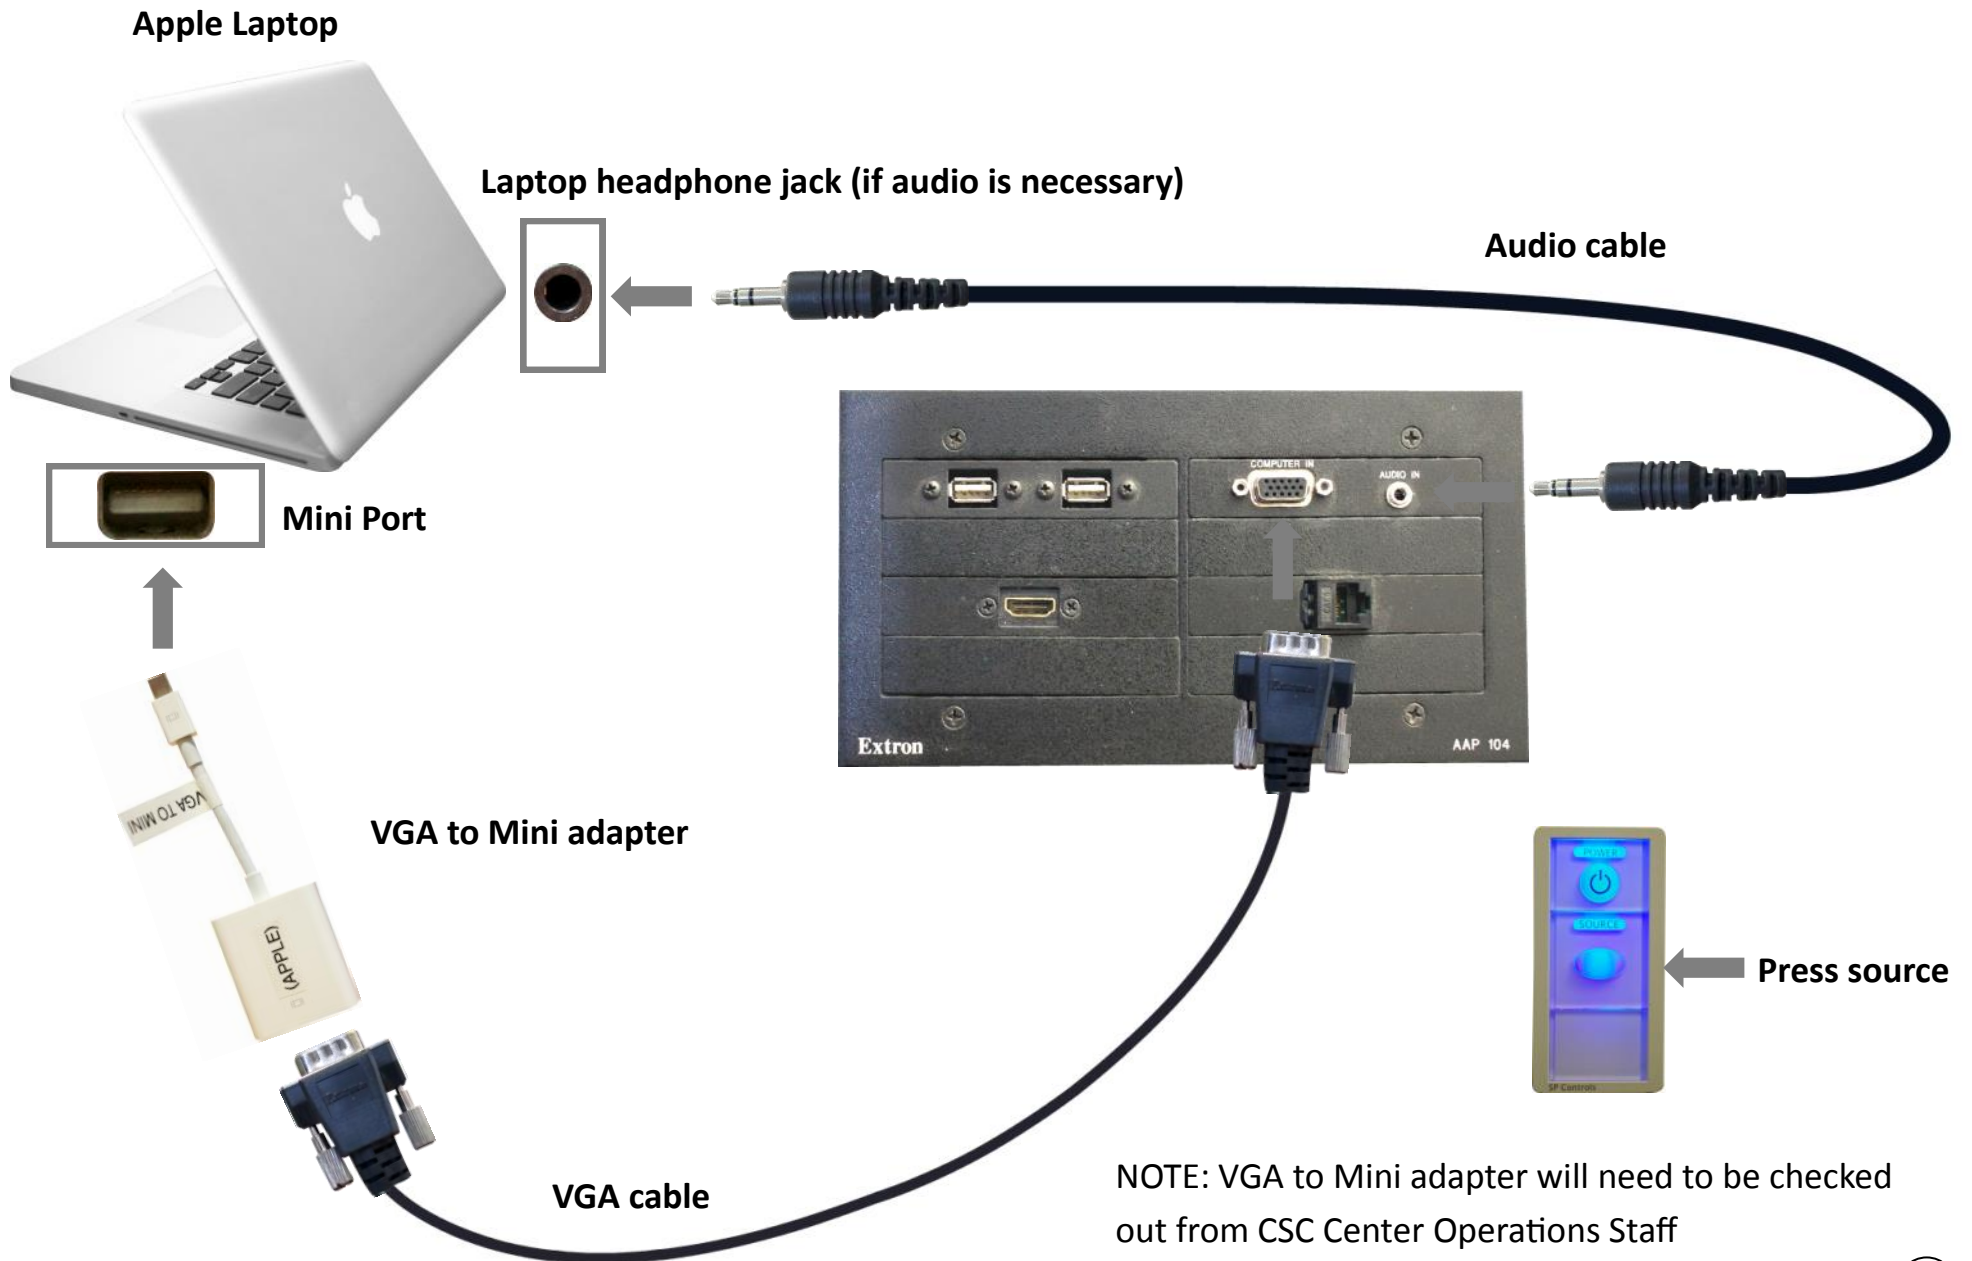 Apple Laptop
Laptop headphone jack (if audio is necessary)
Audio cable
COMPUTER IN
AUDIO IN
Mini Port
Extron
AAP 104
VGA TO MINI
VGA to Mini adapter
(APPLE)
POWER
SOURCE
Press source
SP Controls
VGA cable
NOTE: VGA to Mini adapter will need to be checked
out from CSC Center Operations Staff